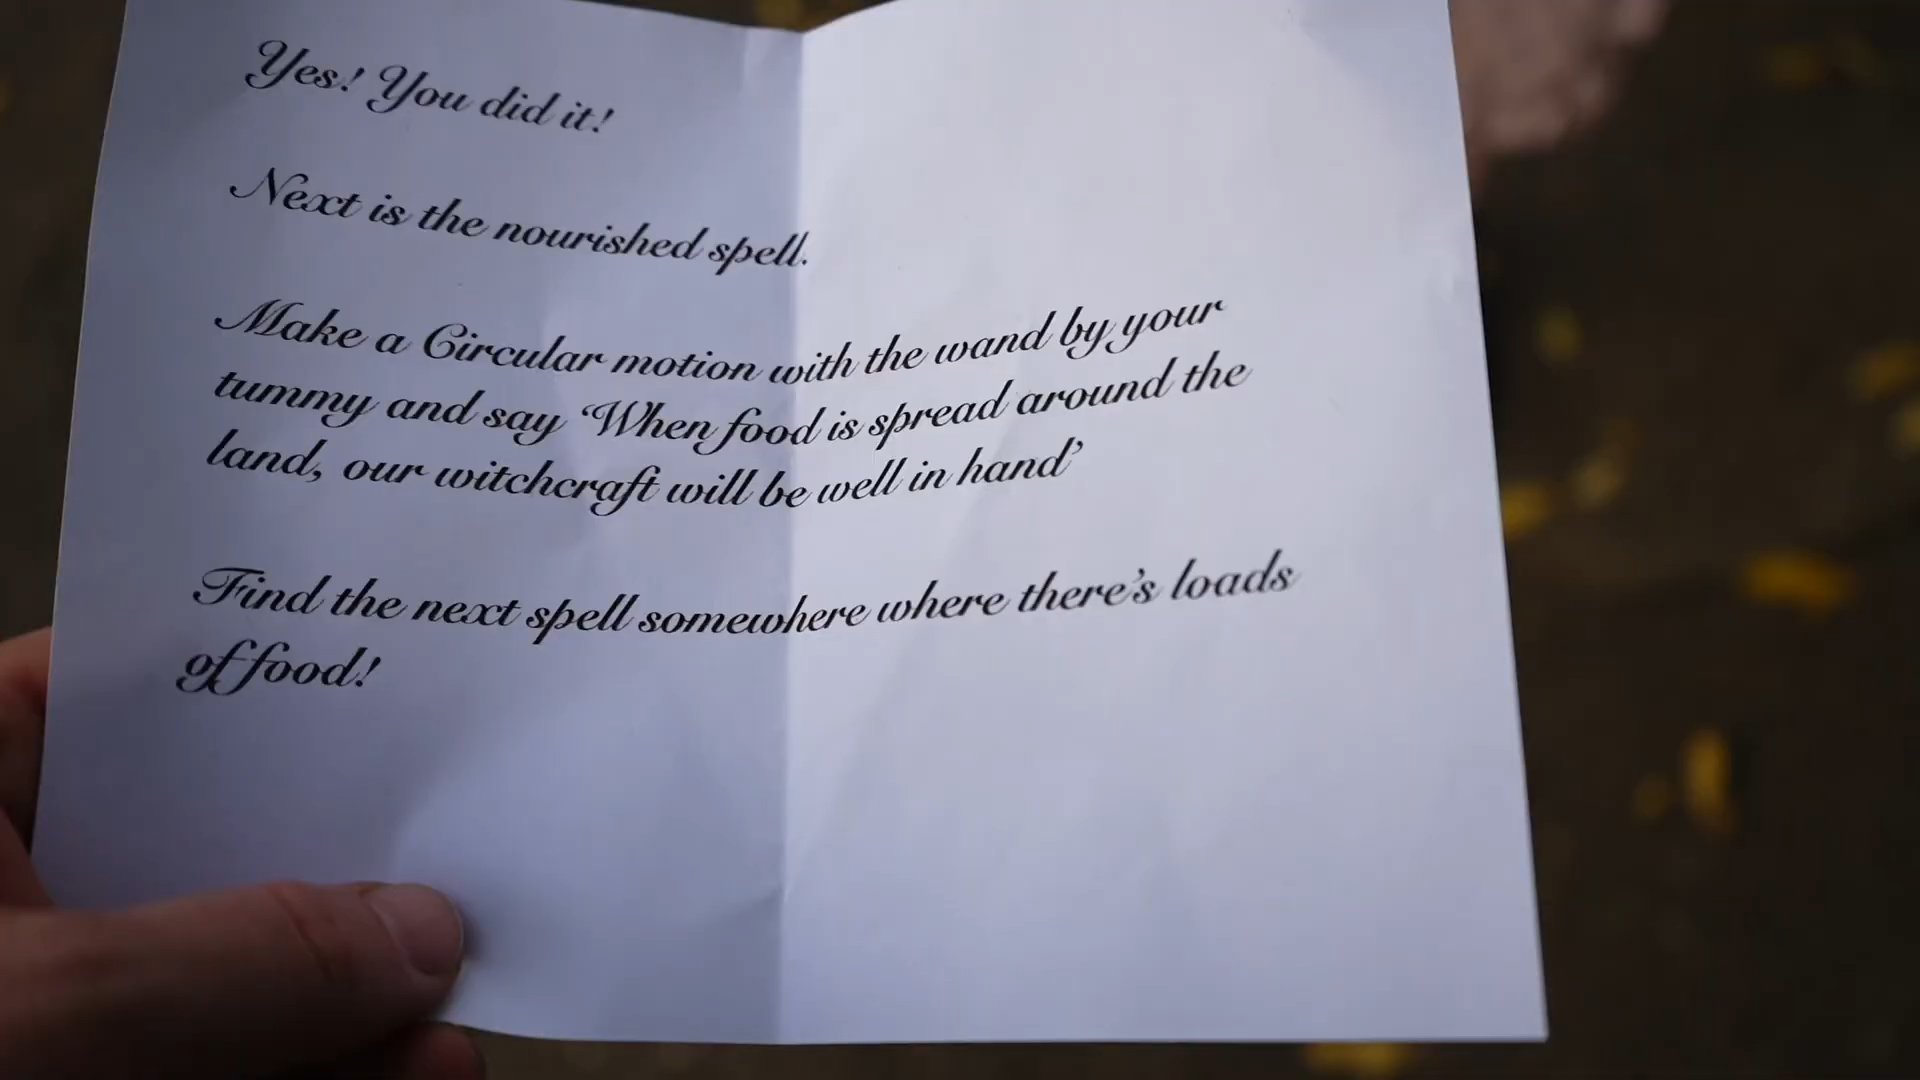 Yes! You did it!
Next is the nourished spell.
Make a Circular motion with the wand by your
tummy and say ‘When food is spread around the
land, our witchcraft will be well in hand’
Find the next spell somewhere where there’s loads
of food!